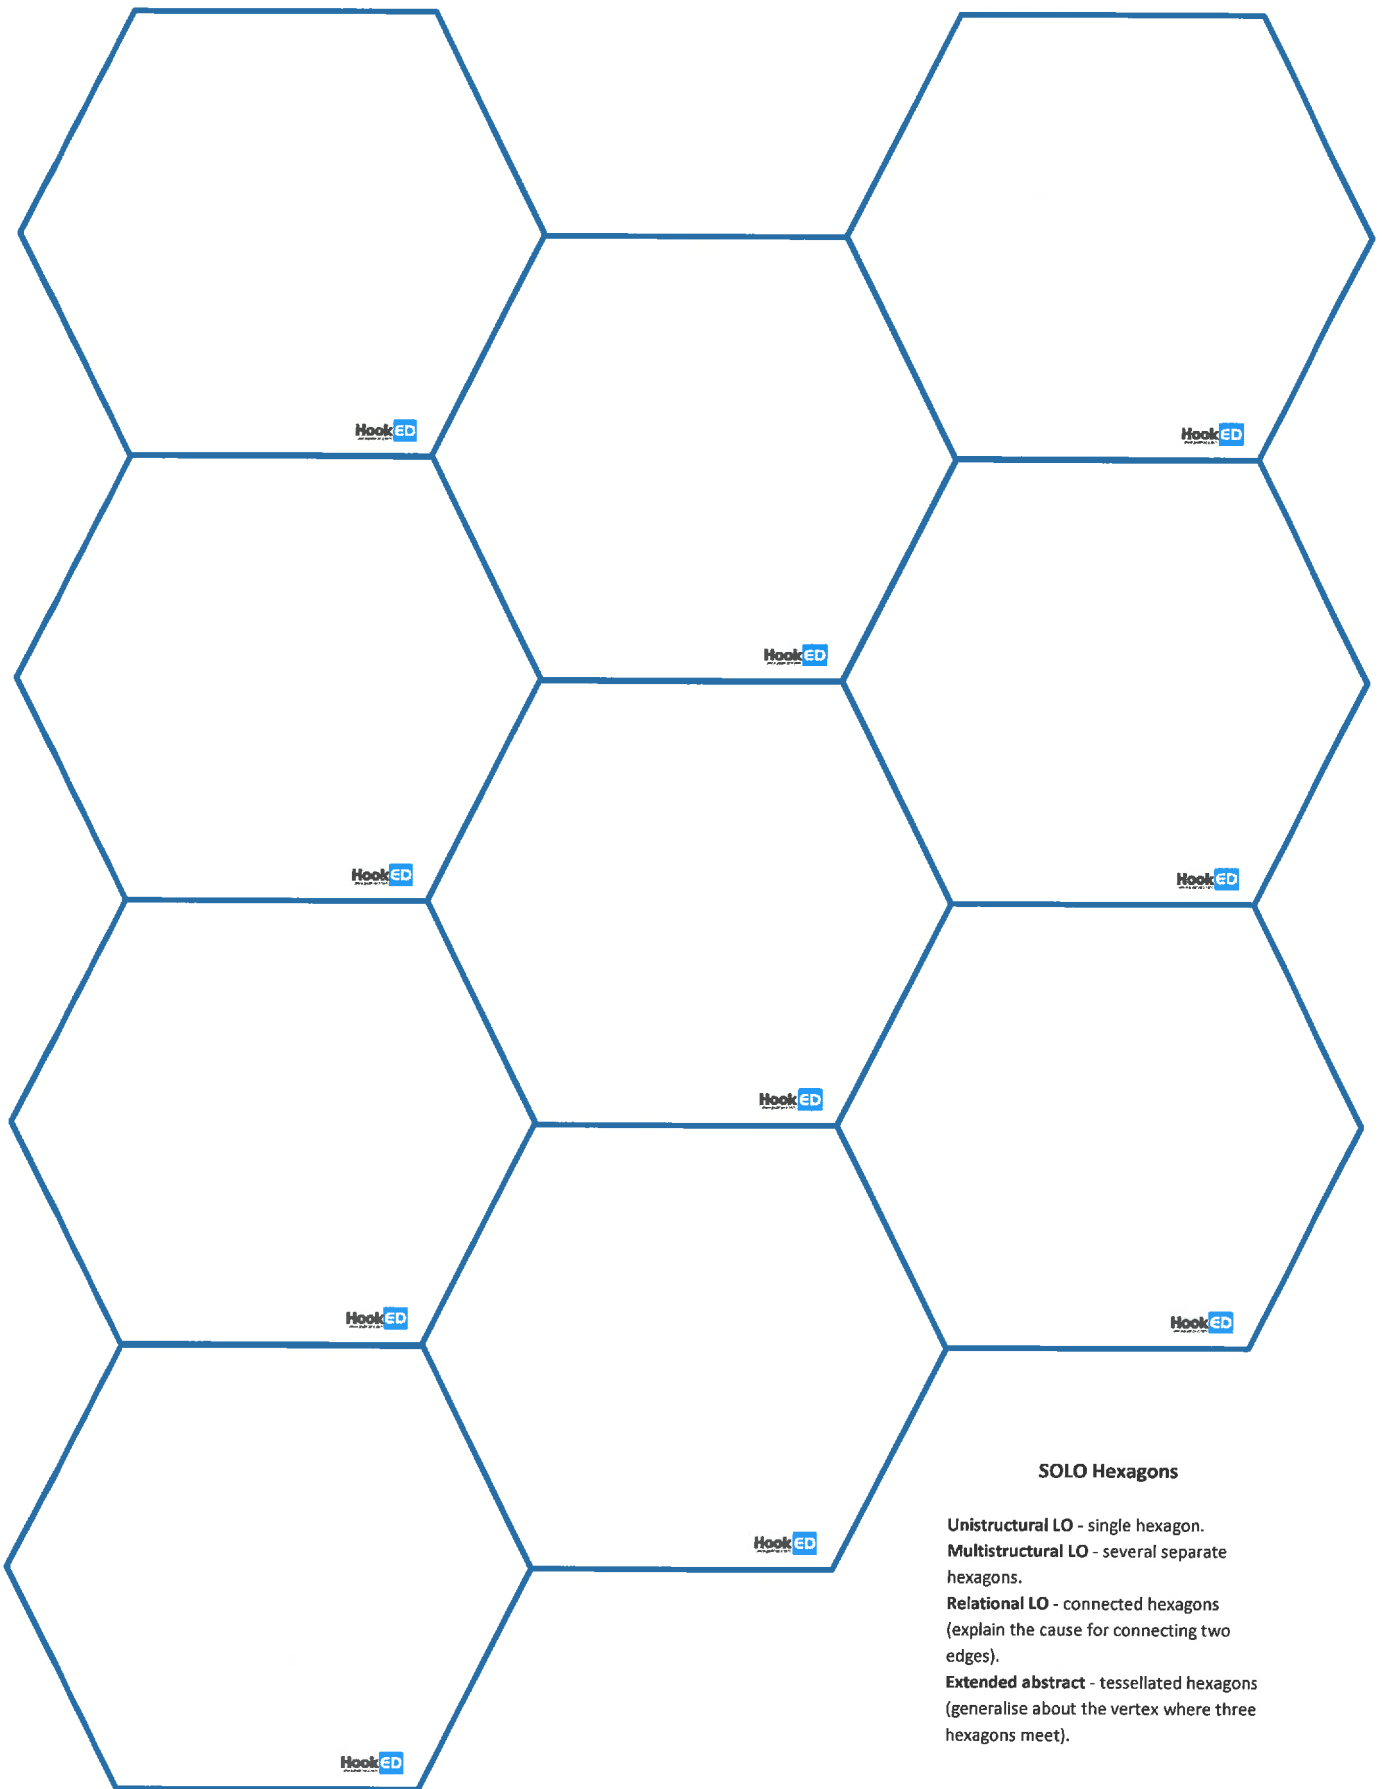 HookED
HookED
HookED
HookED
HookED
HookED
HookED
HookED
HookED
HookED
SOLO Hexagons
Unistructural LO - single hexagon.
Multistructural LO - several separate
hexagons.
Relational LO - connected hexagons
(explain the cause for connecting two
edges).
Extended abstract - tessellated hexagons
(generalise about the vertex where three
hexagons meet).